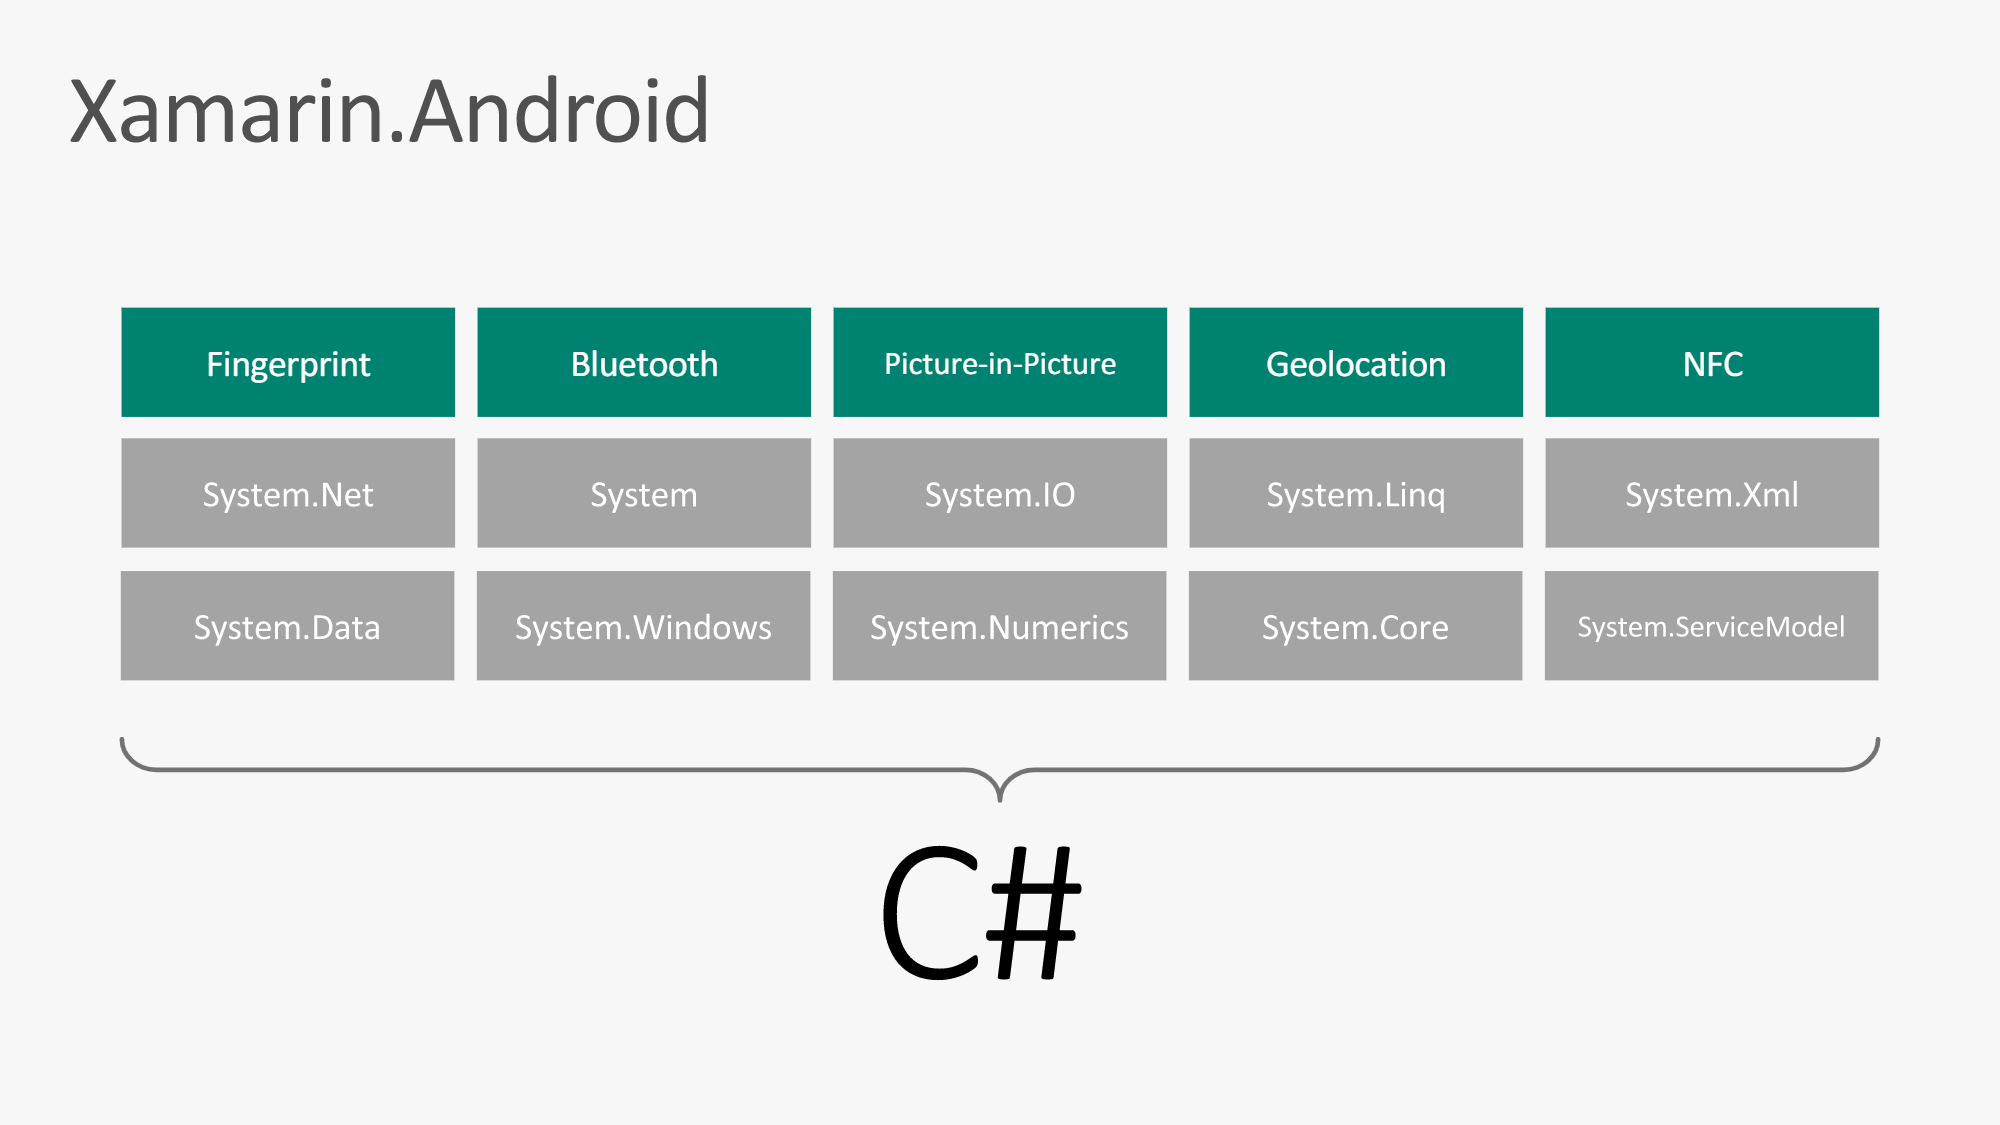 Xamarin.Android
Fingerprint
Bluetooth
Picture-in-Picture
Geolocation
NFC
System.Net
System
System.IO
System.Linq
System.Xml
System.Data
System.Windows
System.Numerics
System.Core
System.ServiceModel
C#